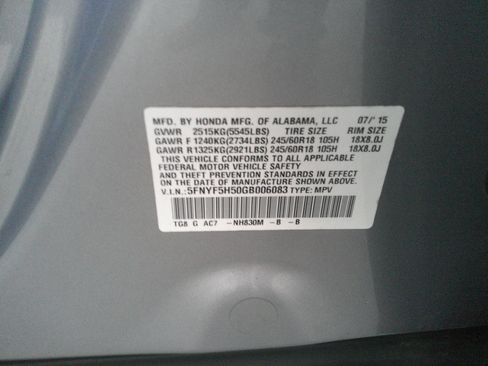 MFD. BY HONDA MFG. OF ALABAMA, LLC 07/'15
GVWR 2515KG(5545LBS) TIRE SIZE RIM SIZE
GAWR F 1240KG(2734LBS) 245/60R18 105H 18X8.0J
GAWR R1325KG(2921LBS) 245/60R18 105H 18X8.0J
THIS VEHICLE CONFORMS TO ALL APPLICABLE
FEDERAL MOTOR VEHICLE SAFETY
AND THEFT PREVENTION STANDARDS IN EFFECT
ON THE DATE OF MANUFACTURE SHOWN ABOVE.
V.I.N.: 5FNYF5H50GB006083 TYPE: MPV
TG8 G AC7 -NH830M -B -B